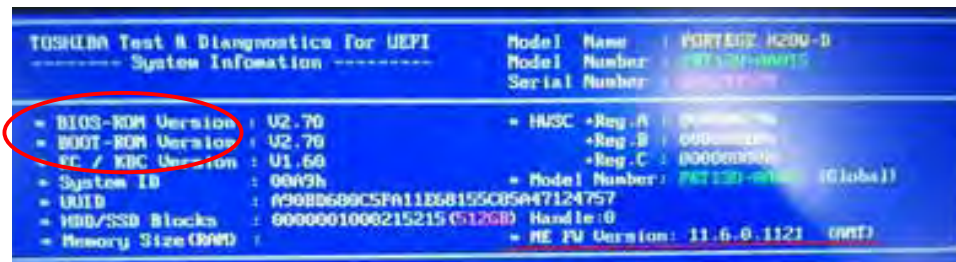 TOSHIBA Test & Diangnostics for UEFI
-------- System Infomation ---------
Model Name : PORTEGE
Model Number :
Serial Number :
BIOS-ROM Version : V2.70
BOOT-ROM Version : V2.70
EC / KBC Version : V1.60
System ID : 00A9h
UUID :
HDD/SSD Blocks : 0000001000215215 (512GB)
Memory Size(RAM) :
HWSC *Reg.A :
*Reg.B :
*Reg.C :
Model Number: (Global)
Handle:0
ME FW Version: 11.6.0.1121 (AMT)